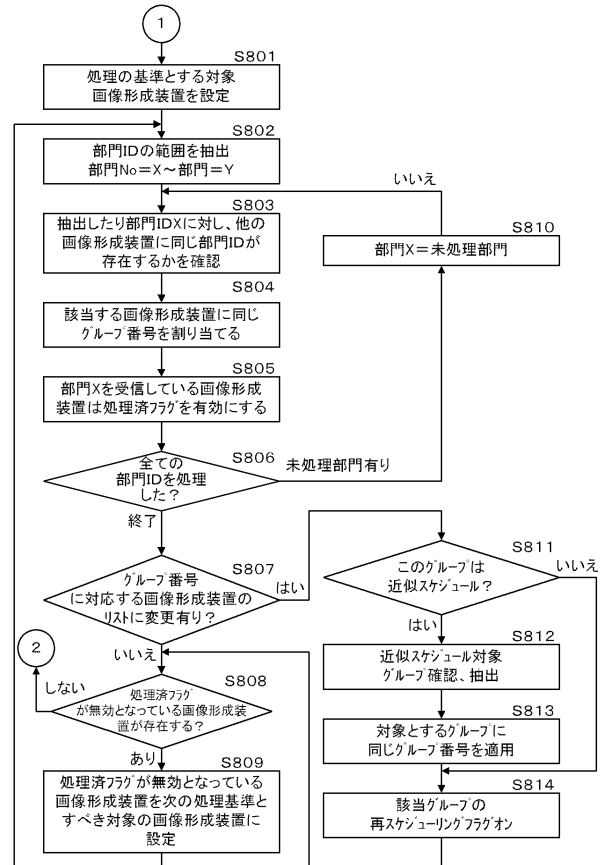 1
S801
処理の基準とする対象
画像形成装置を設定
S802
部門IDの範囲を抽出
部門No=X～部門=Y
いいえ
S803
抽出したり部門IDXに対し、他の
画像形成装置に同じ部門IDが
存在するかを確認
S810
部門X=未処理部門
S804
該当する画像形成装置に同じ
グループ番号を割り当てる
S805
部門Xを受信している画像形成
装置は処理済フラグを有効にする
S806
全ての
部門IDを処理
した？
未処理部門有り
終了
S807
グループ番号
に対応する画像形成装置の
リストに変更有り？
はい
いいえ
S811
このグループは
近似スケジュール？
いいえ
はい
S812
近似スケジュール対象
グループ確認、抽出
S813
対象とするグループに
同じグループ番号を適用
S814
該当グループの
再スケジューリングフラグオン
2
しない
S808
処理済フラグ
が無効となっている画像形成装
置が存在する？
あり
S809
処理済フラグが無効となっている
画像形成装置を次の処理基準と
すべき対象の画像形成装置に
設定